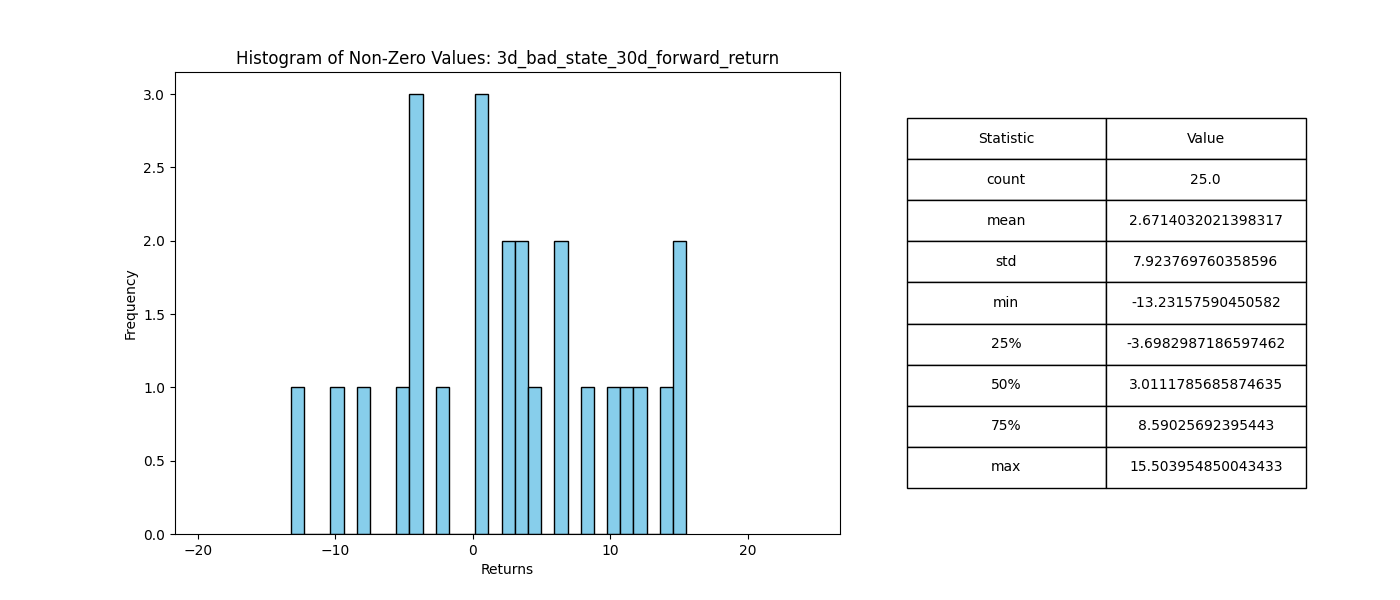 Histogram of Non-Zero Values: 3d_bad_state_30d_forward_return
3.0
2.5
2.0
1.5
1.0
0.5
0.0
Frequency
−20
−10
0
10
20
Returns
Statistic Value
count 25.0
mean 2.6714032021398317
std 7.923769760358596
min -13.23157590450582
25% -3.6982987186597462
50% 3.0111785685874635
75% 8.59025692395443
max 15.503954850043433